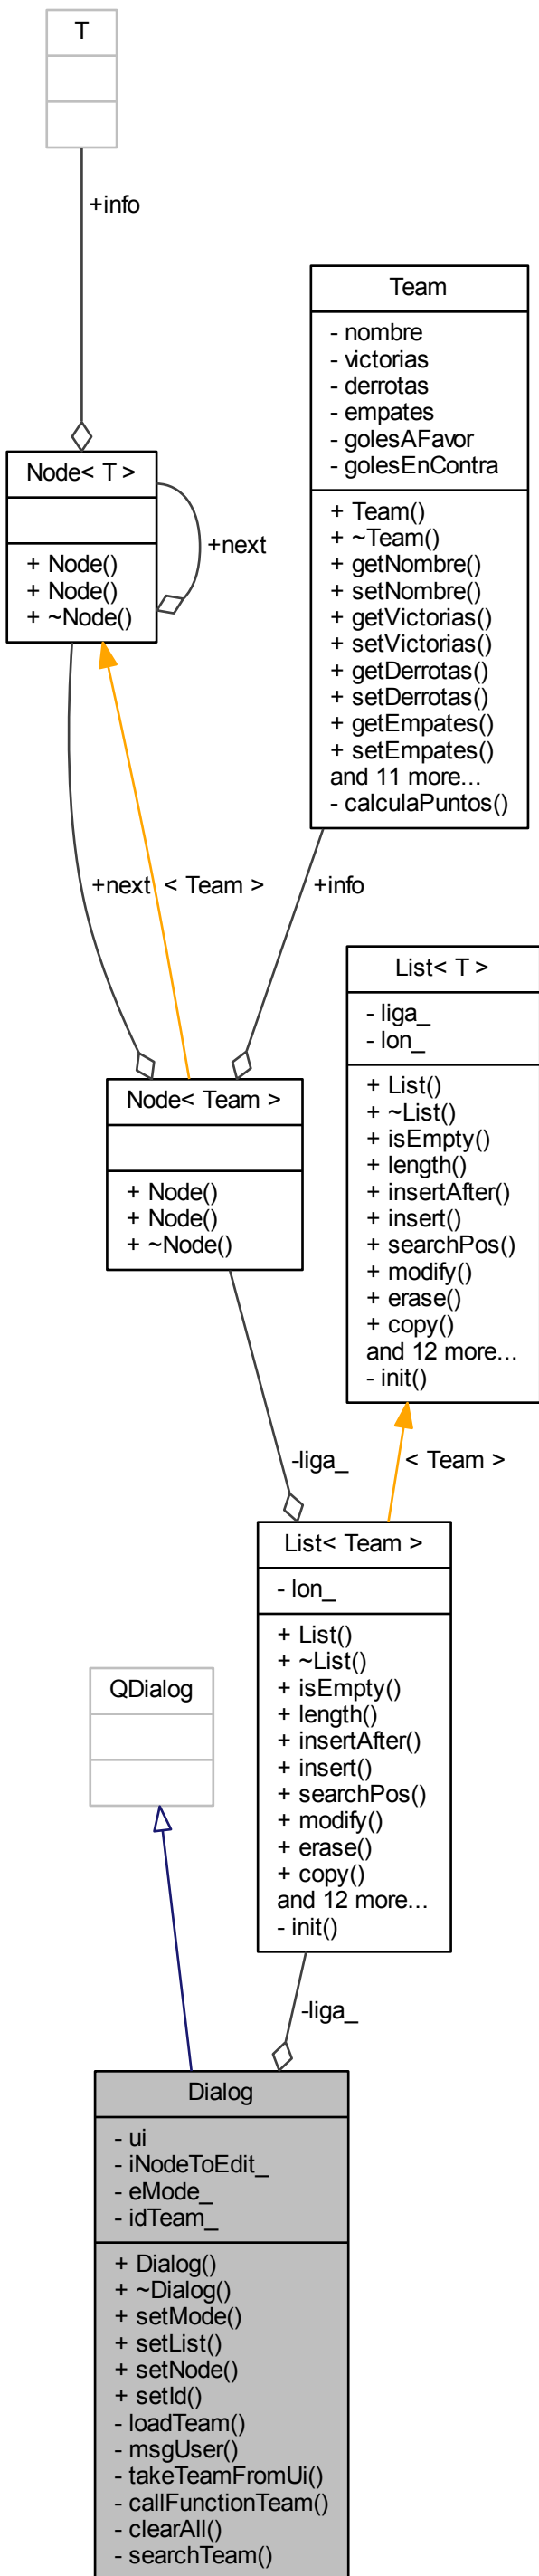 T
+info
Team
- nombre
- victorias
- derrotas
- empates
- golesAFavor
- golesEnContra
+ Team()
+ ~Team()
+ getNombre()
+ setNombre()
+ getVictorias()
+ setVictorias()
+ getDerrotas()
+ setDerrotas()
+ getEmpates()
+ setEmpates()
and 11 more...
- calculaPuntos()
Node< T >
+ Node()
+ Node()
+ ~Node()
+next
+next
< Team >
+info
List< T >
- liga_
- lon_
+ List()
+ ~List()
+ isEmpty()
+ length()
+ insertAfter()
+ insert()
+ searchPos()
+ modify()
+ erase()
+ copy()
and 12 more...
- init()
Node< Team >
+ Node()
+ Node()
+ ~Node()
-liga_
< Team >
List< Team >
- lon_
+ List()
+ ~List()
+ isEmpty()
+ length()
+ insertAfter()
+ insert()
+ searchPos()
+ modify()
+ erase()
+ copy()
and 12 more...
- init()
QDialog
-liga_
Dialog
- ui
- iNodeToEdit_
- eMode_
- idTeam_
+ Dialog()
+ ~Dialog()
+ setMode()
+ setList()
+ setNode()
+ setId()
- loadTeam()
- msgUser()
- takeTeamFromUi()
- callFunctionTeam()
- clearAll()
- searchTeam()